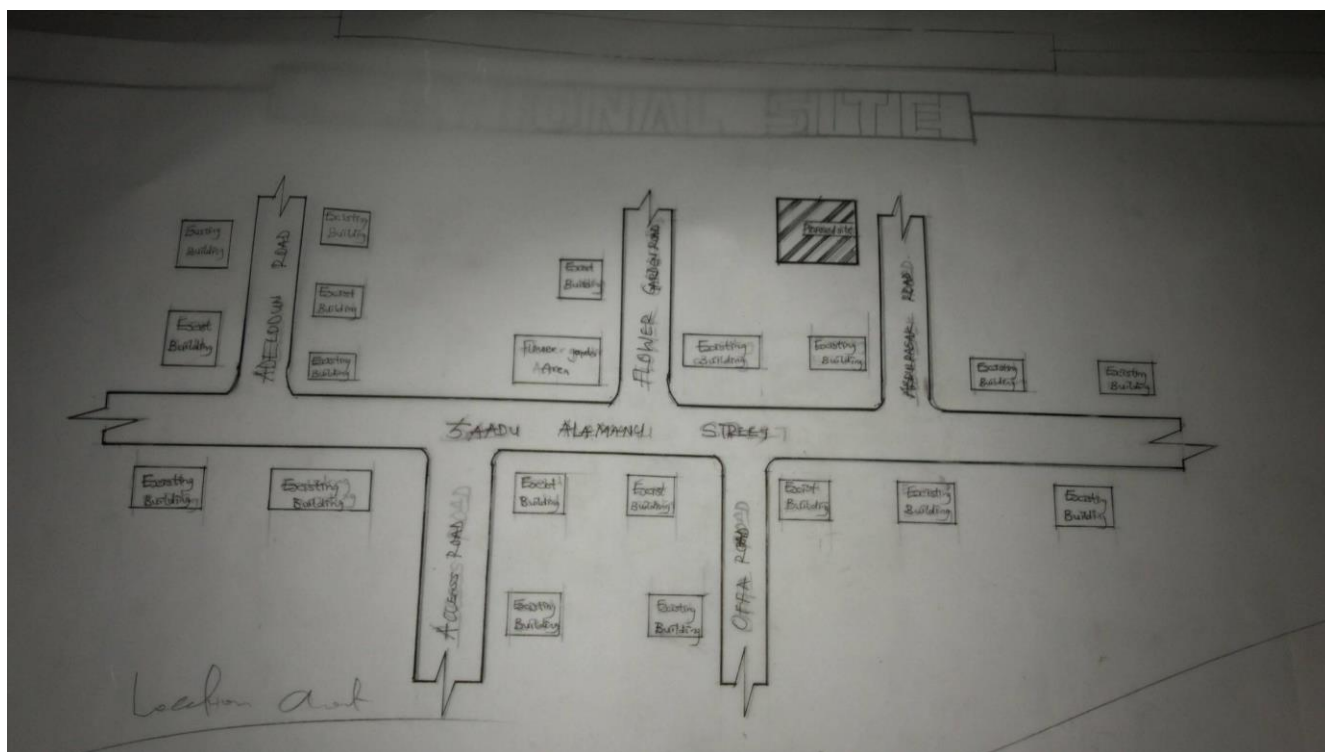 SITE
Existing
Building
Existing
Building
ADELODUN ROAD
FLOWER GARDEN ROAD
site
ROAD
Exist
Building
Exist
Building
Exist
Building
Existing
Building
Flower garden
Area
Existing
Building
Existing
Building
Existing
Building
Existing
Building
SAADU ALAMANU STREET
Existing
Building
Existing
Building
Exist
Building
Exist
Building
Exist
Building
Existing
Building
Existing
Building
ACCESS ROAD
OFFA ROAD
Existing
Building
Existing
Building
Location